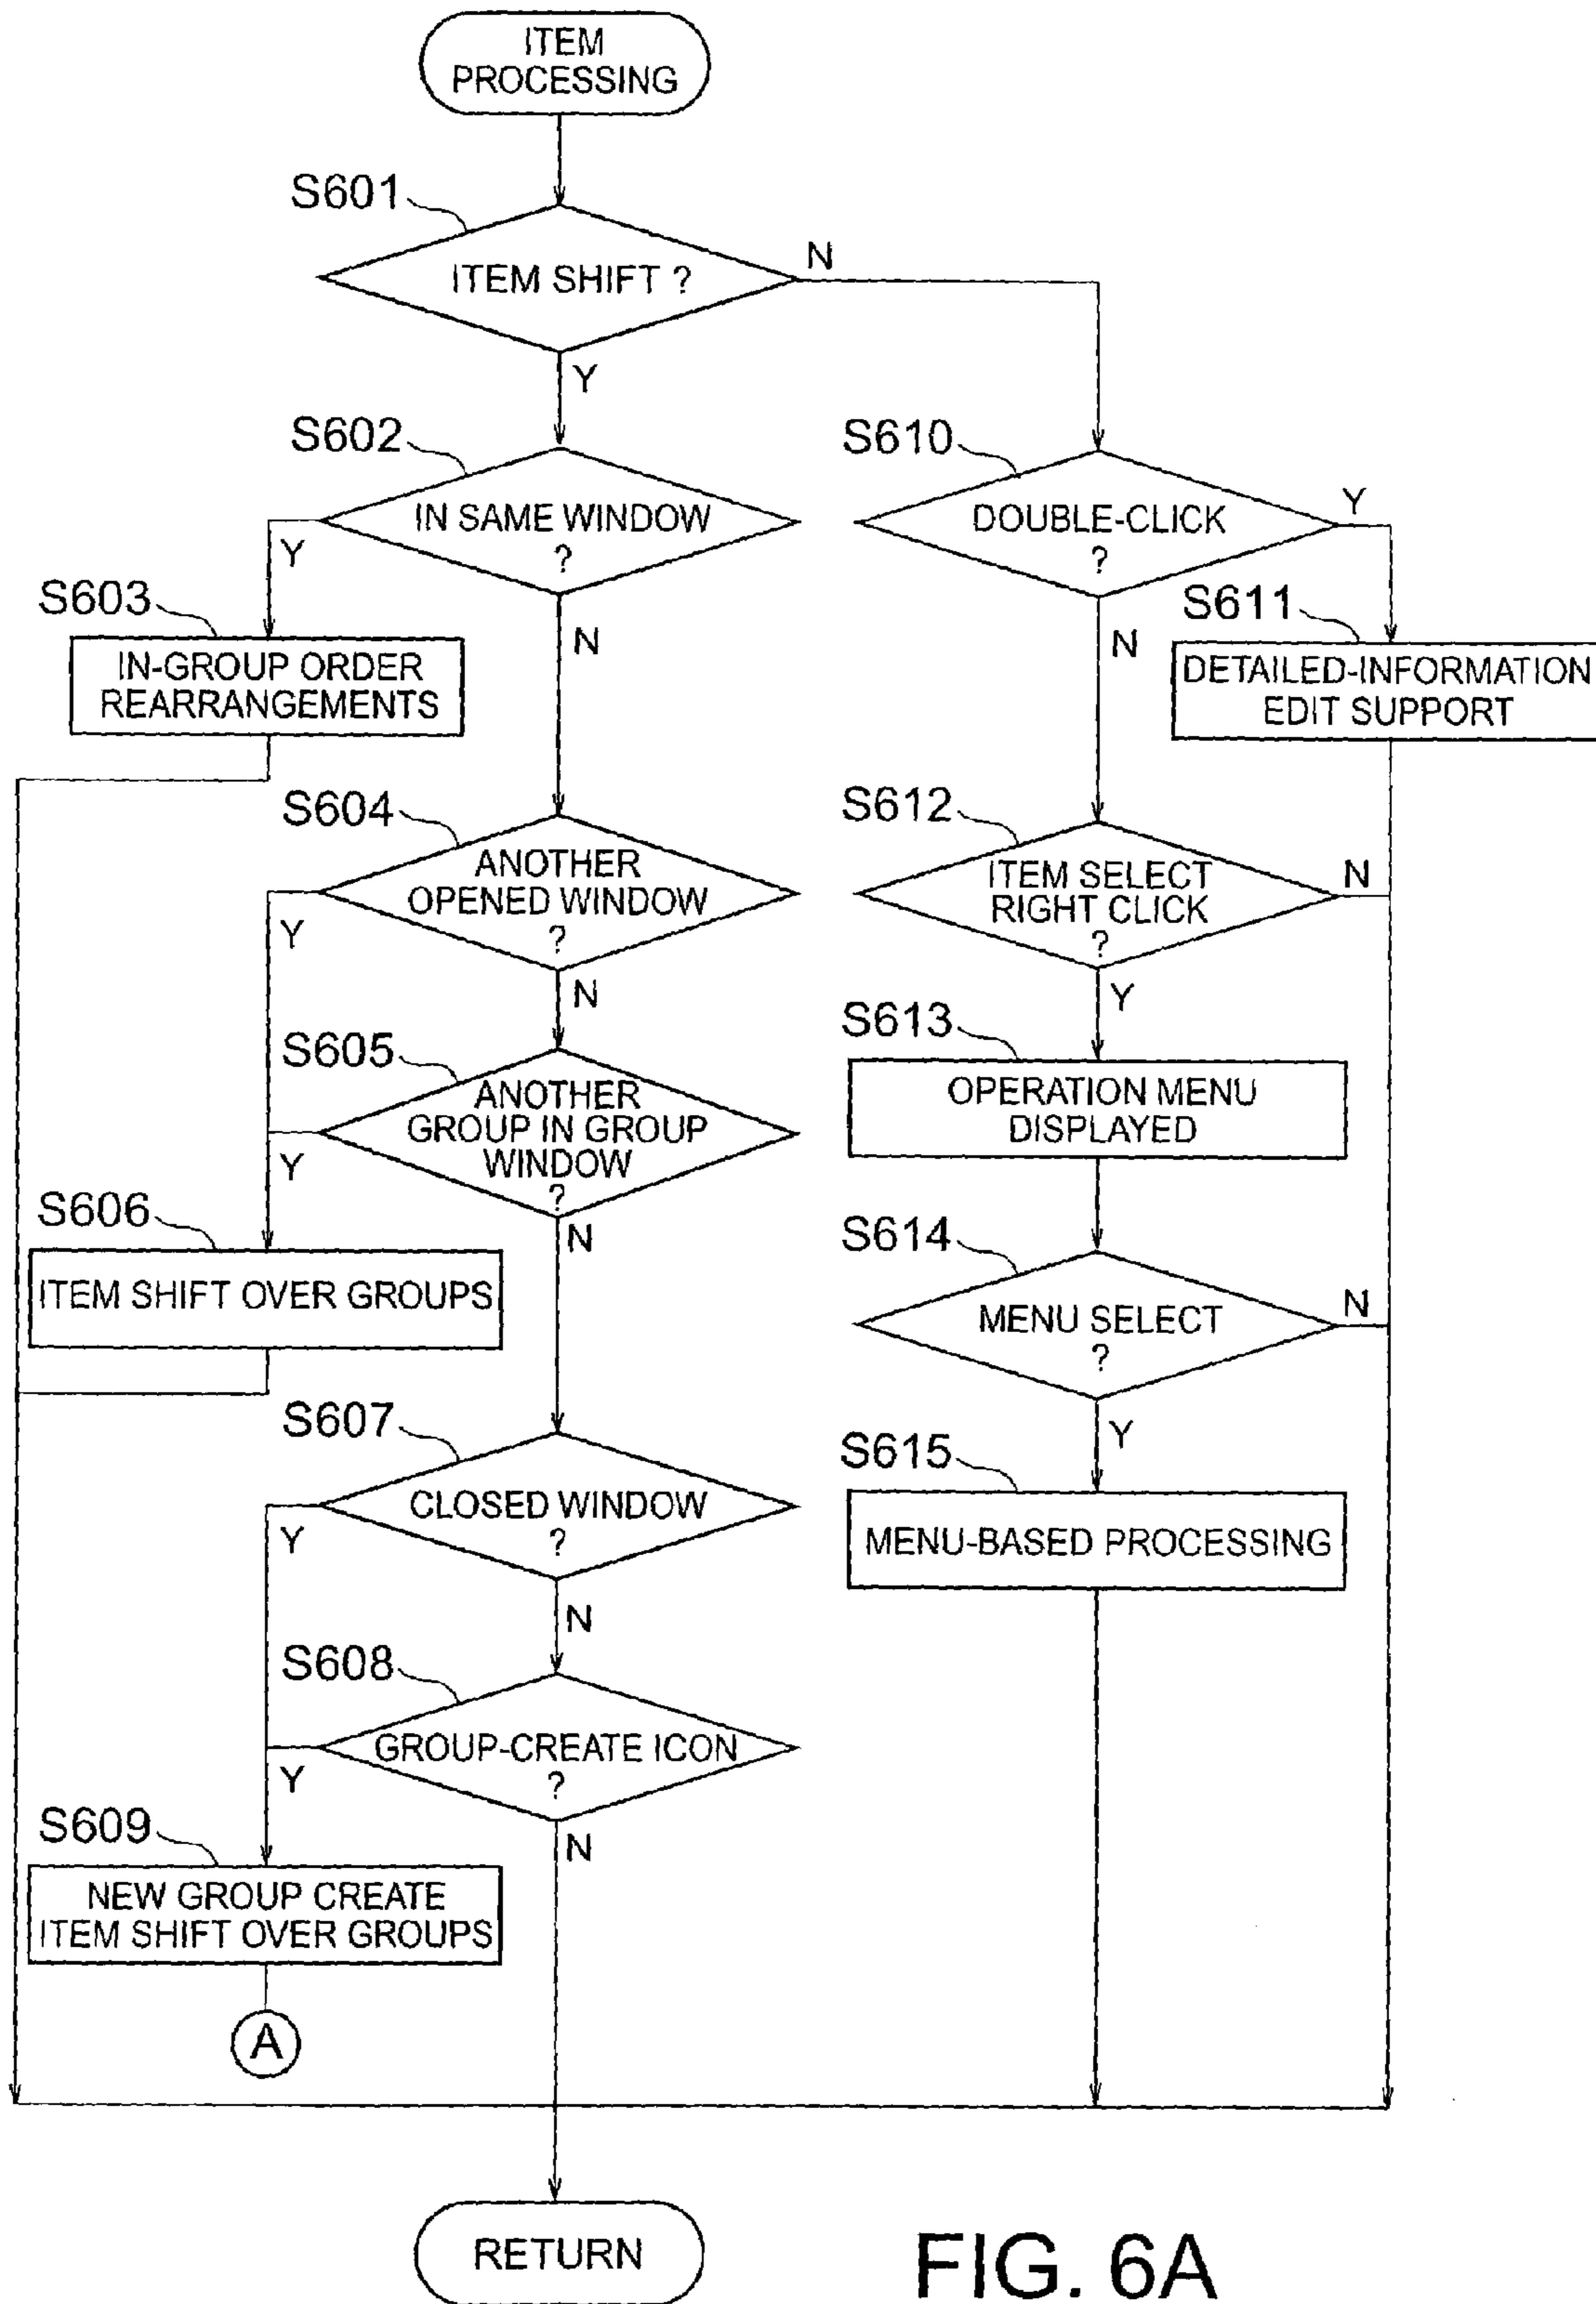 ITEM
PROCESSING
S601
ITEM SHIFT ?
N
Y
S602
IN SAME WINDOW
?
Y
N
S603
IN-GROUP ORDER
REARRANGEMENTS
S604
ANOTHER
OPENED WINDOW
?
Y
N
S605
ANOTHER
GROUP IN GROUP
WINDOW
?
Y
N
S606
ITEM SHIFT OVER GROUPS
S607
CLOSED WINDOW
?
Y
N
S608
GROUP-CREATE ICON
?
Y
N
S609
NEW GROUP CREATE
ITEM SHIFT OVER GROUPS
A
S610
DOUBLE-CLICK
?
Y
N
S611
DETAILED-INFORMATION
EDIT SUPPORT
S612
ITEM SELECT
RIGHT CLICK
?
N
Y
S613
OPERATION MENU
DISPLAYED
S614
MENU SELECT
?
N
Y
S615
MENU-BASED PROCESSING
RETURN
FIG. 6A